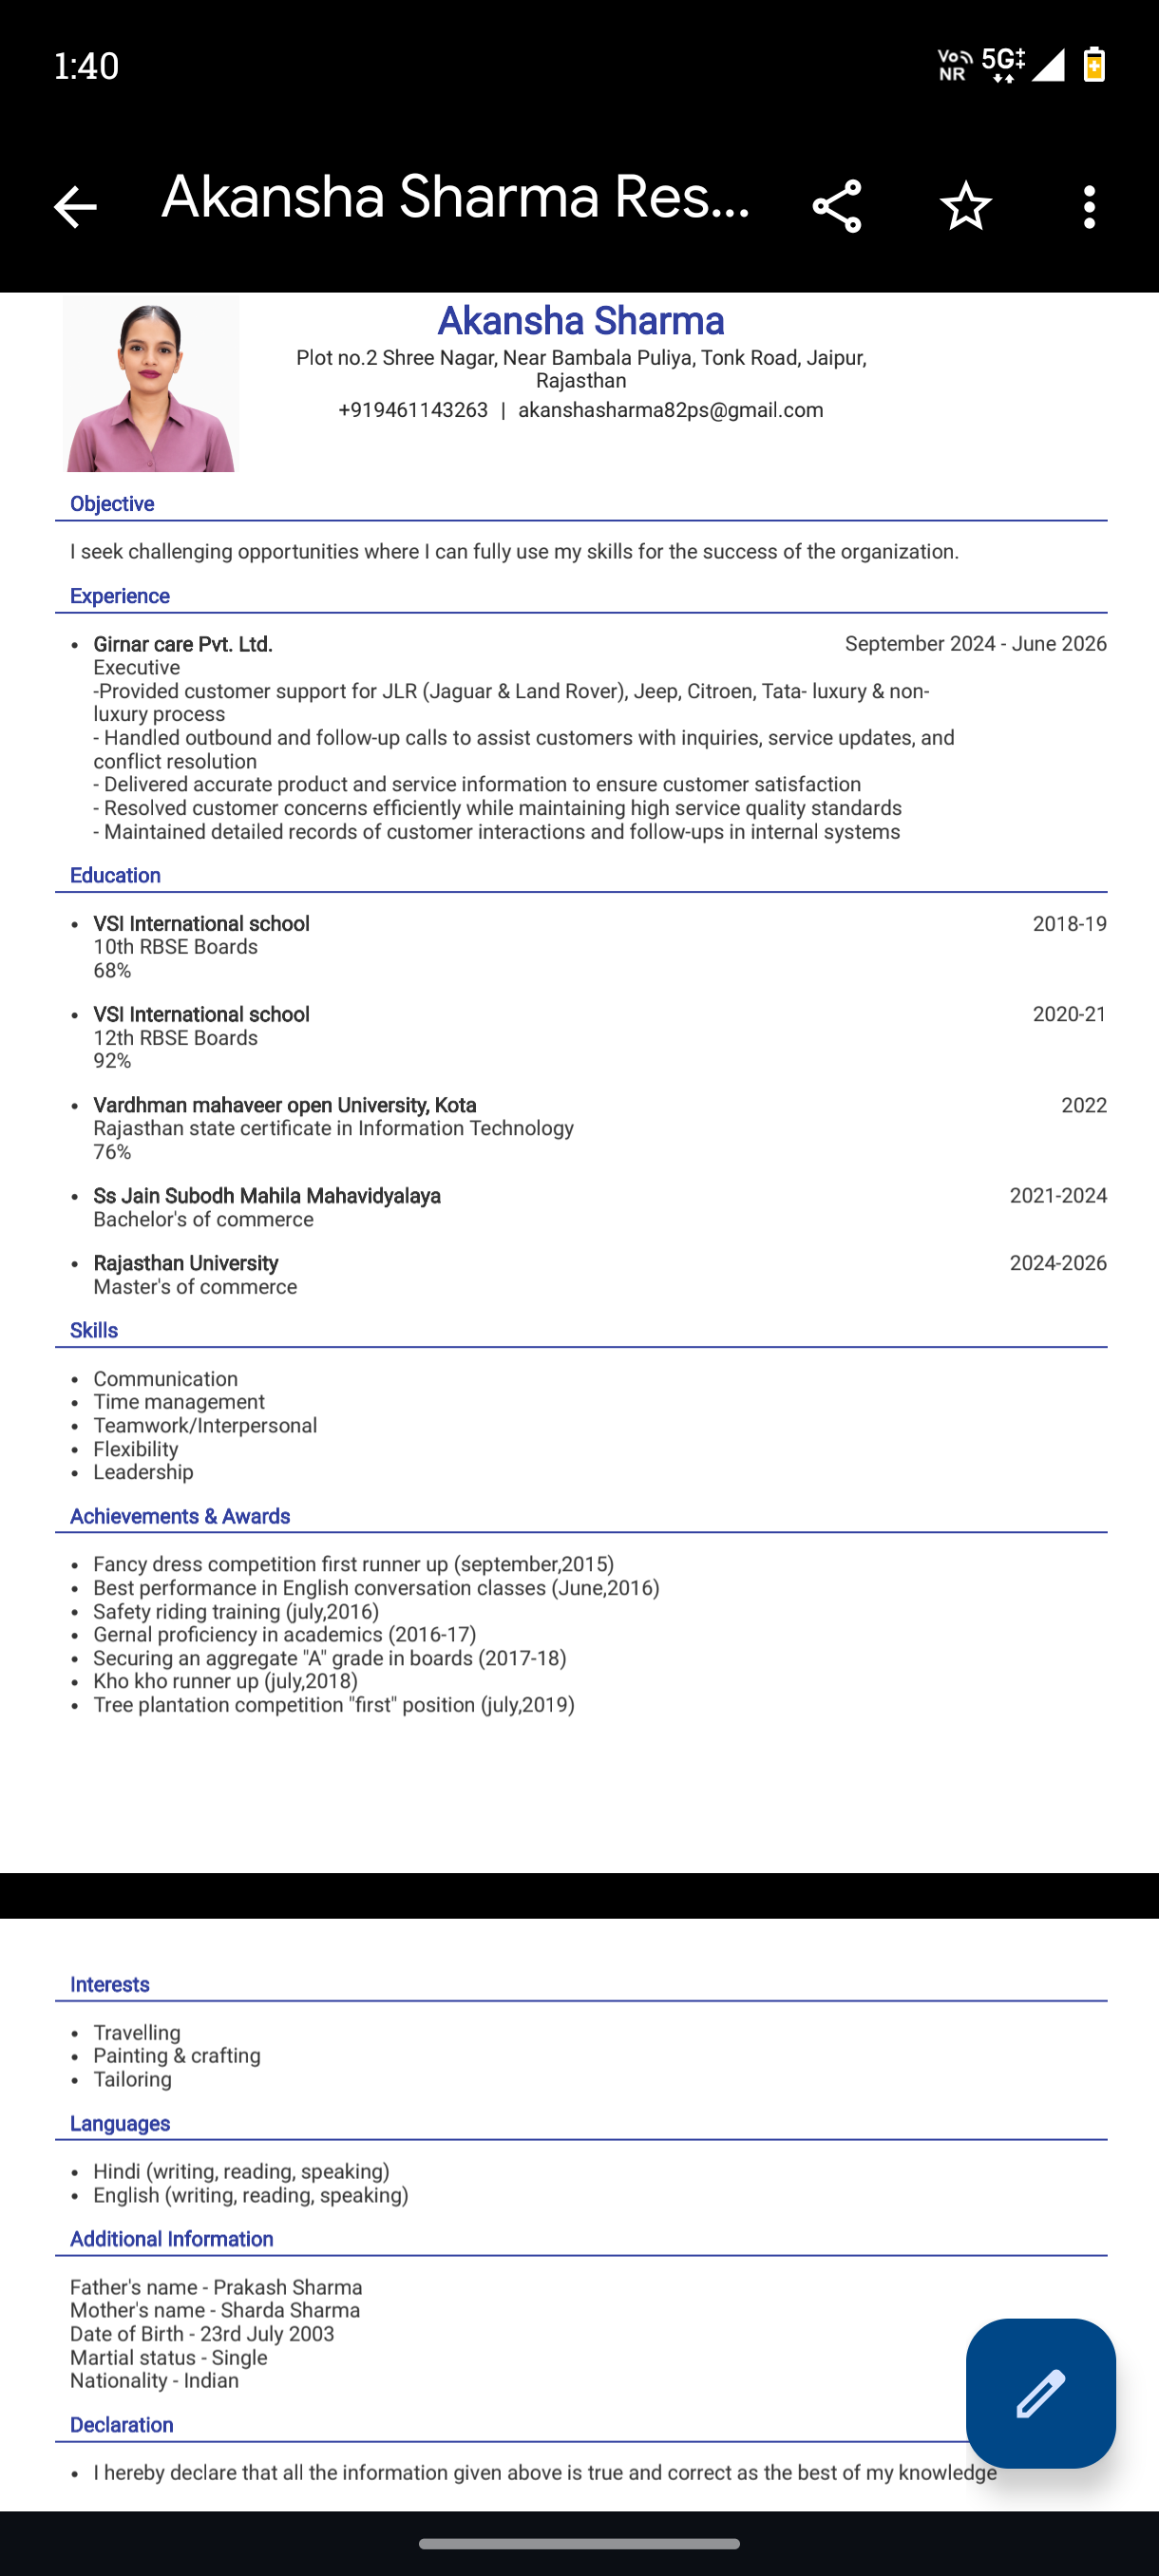 1:40
Vo NR 5G
Akansha Sharma Res...
Akansha Sharma
Plot no.2 Shree Nagar, Near Bambala Puliya, Tonk Road, Jaipur,
Rajasthan
+919461143263 | akanshasharma82ps@gmail.com
Objective
I seek challenging opportunities where I can fully use my skills for the success of the organization.
Experience
• Girnar care Pvt. Ltd. September 2024 - June 2026
Executive
-Provided customer support for JLR (Jaguar & Land Rover), Jeep, Citroen, Tata- luxury & non-
luxury process
- Handled outbound and follow-up calls to assist customers with inquiries, service updates, and
conflict resolution
- Delivered accurate product and service information to ensure customer satisfaction
- Resolved customer concerns efficiently while maintaining high service quality standards
- Maintained detailed records of customer interactions and follow-ups in internal systems
Education
• VSI International school 2018-19
10th RBSE Boards
68%
• VSI International school 2020-21
12th RBSE Boards
92%
• Vardhman mahaveer open University, Kota 2022
Rajasthan state certificate in Information Technology
76%
• Ss Jain Subodh Mahila Mahavidyalaya 2021-2024
Bachelor's of commerce
• Rajasthan University 2024-2026
Master's of commerce
Skills
• Communication
• Time management
• Teamwork/Interpersonal
• Flexibility
• Leadership
Achievements & Awards
• Fancy dress competition first runner up (september,2015)
• Best performance in English conversation classes (June,2016)
• Safety riding training (july,2016)
• Gernal proficiency in academics (2016-17)
• Securing an aggregate "A" grade in boards (2017-18)
• Kho kho runner up (july,2018)
• Tree plantation competition "first" position (july,2019)
Interests
• Travelling
• Painting & crafting
• Tailoring
Languages
• Hindi (writing, reading, speaking)
• English (writing, reading, speaking)
Additional Information
Father's name - Prakash Sharma
Mother's name - Sharda Sharma
Date of Birth - 23rd July 2003
Martial status - Single
Nationality - Indian
Declaration
• I hereby declare that all the information given above is true and correct as the best of my knowledge